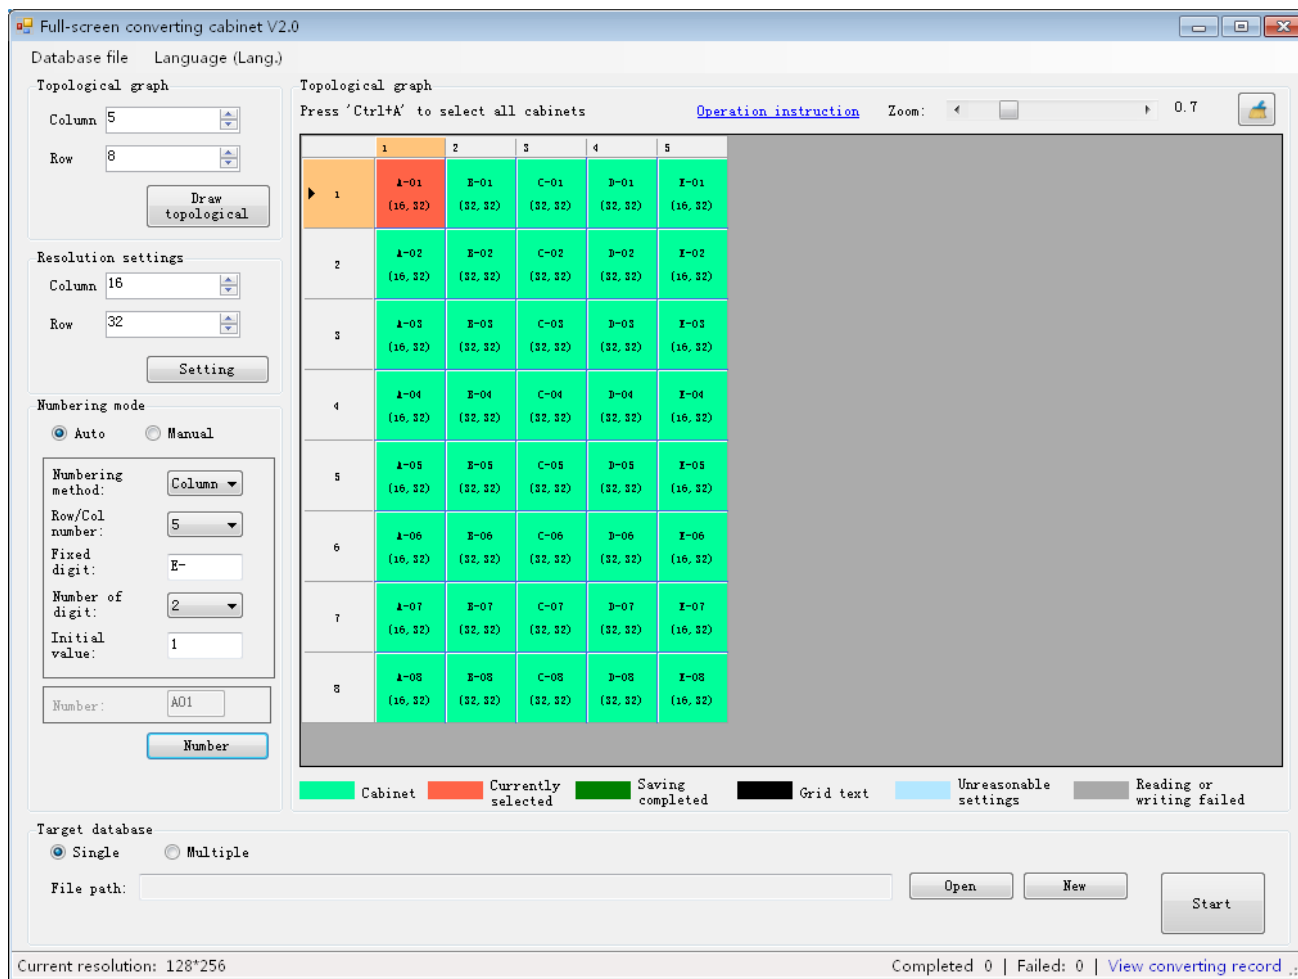 Full-screen converting cabinet V2.0
Database file Language (Lang.)
Topological graph
Column 5
Row 8
Draw topological
Resolution settings
Column 16
Row 32
Setting
Numbering mode
Auto Manual
Numbering method: Column
Row/Col number: 5
Fixed digit: E-
Number of digit: 2
Initial value: 1
Number: A01
Number
Topological graph
Press 'Ctrl+A' to select all cabinets Operation instruction Zoom: 0.7
1 2 3 4 5
1 A-01 B-01 C-01 D-01 E-01
(16, 32) (32, 32) (32, 32) (32, 32) (16, 32)
2 A-02 B-02 C-02 D-02 E-02
(16, 32) (32, 32) (32, 32) (32, 32) (16, 32)
3 A-03 B-03 C-03 D-03 E-03
(16, 32) (32, 32) (32, 32) (32, 32) (16, 32)
4 A-04 B-04 C-04 D-04 E-04
(16, 32) (32, 32) (32, 32) (32, 32) (16, 32)
5 A-05 B-05 C-05 D-05 E-05
(16, 32) (32, 32) (32, 32) (32, 32) (16, 32)
6 A-06 B-06 C-06 D-06 E-06
(16, 32) (32, 32) (32, 32) (32, 32) (16, 32)
7 A-07 B-07 C-07 D-07 E-07
(16, 32) (32, 32) (32, 32) (32, 32) (16, 32)
8 A-08 B-08 C-08 D-08 E-08
(16, 32) (32, 32) (32, 32) (32, 32) (16, 32)
Cabinet Currently selected Saving completed Grid text Unreasonable settings Reading or writing failed
Target database
Single Multiple
File path: Open New
Start
Current resolution: 128*256 Completed 0 | Failed: 0 | View converting record